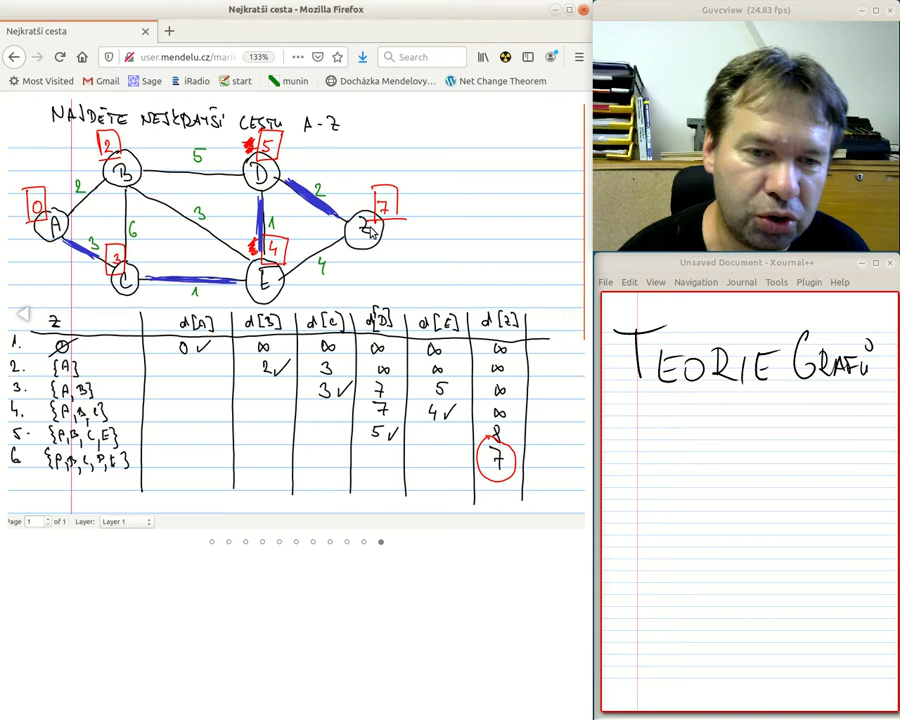 Nejkratší cesta - Mozilla Firefox
Nejkratší cesta
user.mendelu.cz/mari
133%
Search
Most Visited
Gmail
Sage
iRadio
start
munin
Docházka Mendelovy...
Net Change Theorem
NAJDĚTE NEJKRATŠÍ CESTU A-Z
2
5
5
B
D
2
2
7
0
3
A
6
1
Z
3
3
4
4
C
E
1
Z d[A] d[B] d[C] d[D] d[E] d[Z]
1. ∅ 0 ✓ ∞ ∞ ∞ ∞ ∞
2. {A} 2 ✓ 3 ∞ ∞ ∞
3. {A,B} 3 ✓ 7 5 ∞
4. {A,B,C} 7 4 ✓ ∞
5. {A,B,C,E} 5 ✓ 8
6 {A,B,C,D,E} 7
Page 1 of 1 Layer: Layer 1
Guvcview (24.83 fps)
Unsaved Document - Xournal++
File Edit View Navigation Journal Tools Plugin Help
TEORIE GRAFŮ